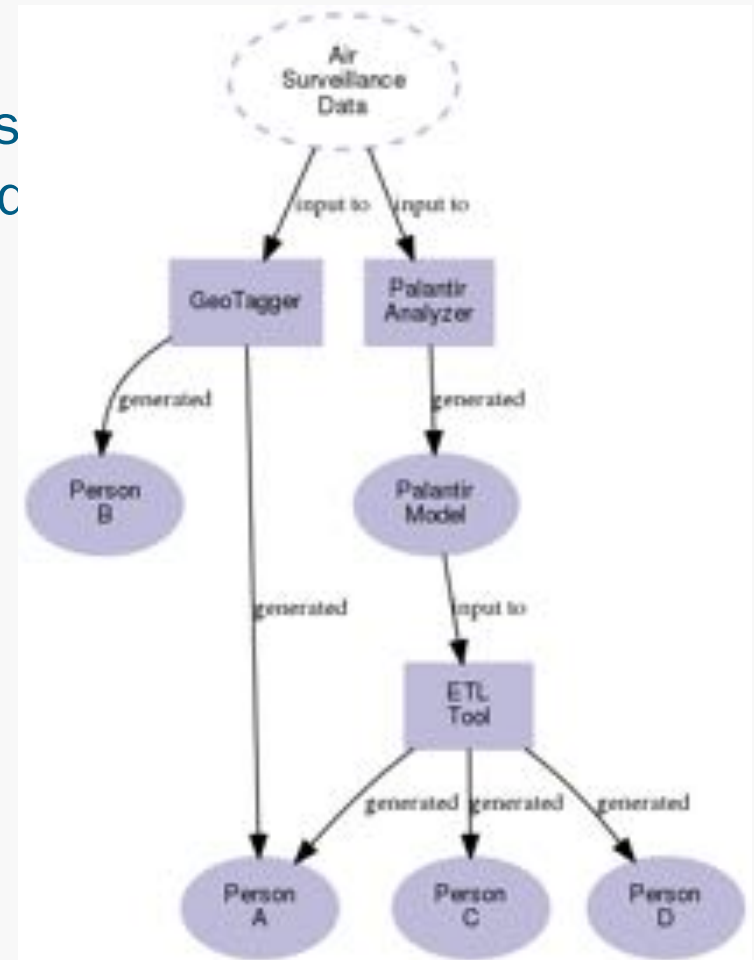 Air
Surveillance
Data
s
d
input to
input to
GeoTagger
Palantir
Analyzer
generated
generated
Person
B
Palantir
Model
generated
input to
ETL
Tool
generated
generated
generated
Person
A
Person
C
Person
D